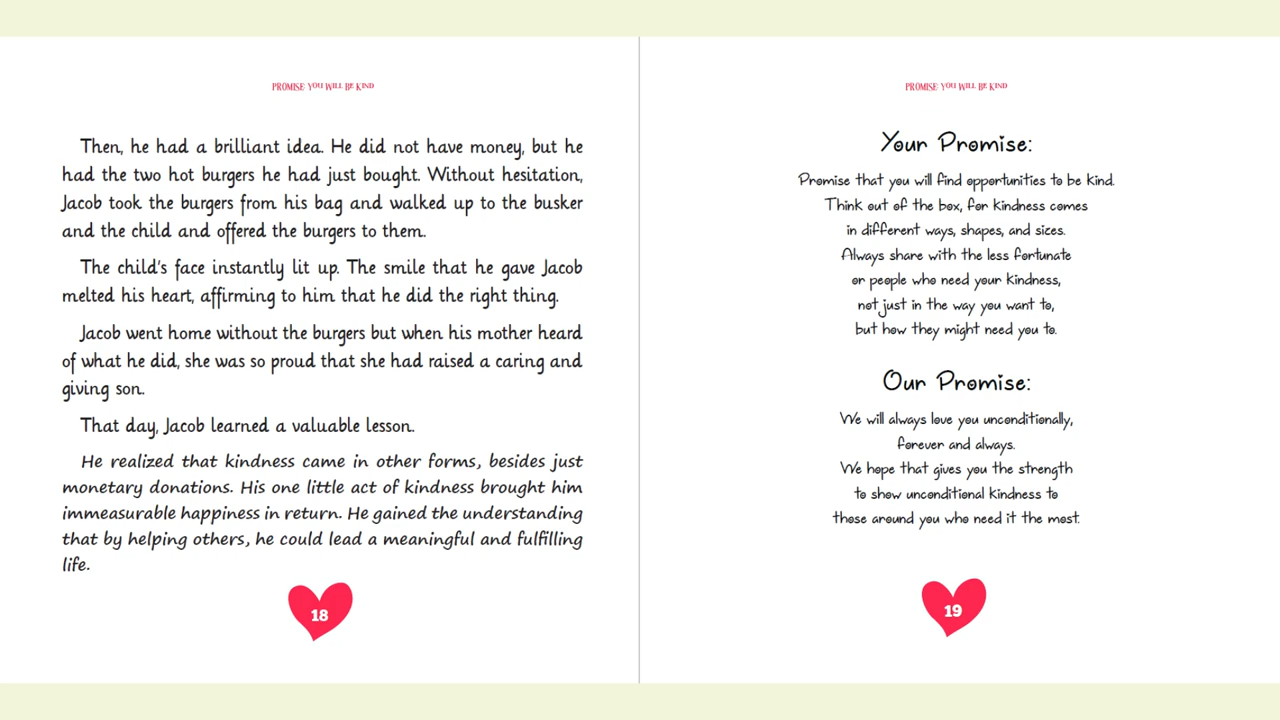 PROMISE YOU WILL BE KIND
Then, he had a brilliant idea. He did not have money, but he
had the two hot burgers he had just bought. Without hesitation,
Jacob took the burgers from his bag and walked up to the busker
and the child and offered the burgers to them.
The child's face instantly lit up. The smile that he gave Jacob
melted his heart, affirming to him that he did the right thing.
Jacob went home without the burgers but when his mother heard
of what he did, she was so proud that she had raised a caring and
giving son.
That day, Jacob learned a valuable lesson.
He realized that kindness came in other forms, besides just
monetary donations. His one little act of kindness brought him
immeasurable happiness in return. He gained the understanding
that by helping others, he could lead a meaningful and fulfilling
life.
18
PROMISE YOU WILL BE KIND
Your Promise:
Promise that you will find opportunities to be kind.
Think out of the box, for kindness comes
in different ways, shapes, and sizes.
Always share with the less fortunate
or people who need your kindness,
not just in the way you want to,
but how they might need you to.
Our Promise:
We will always love you unconditionally,
forever and always.
We hope that gives you the strength
to show unconditional kindness to
those around you who need it the most.
19